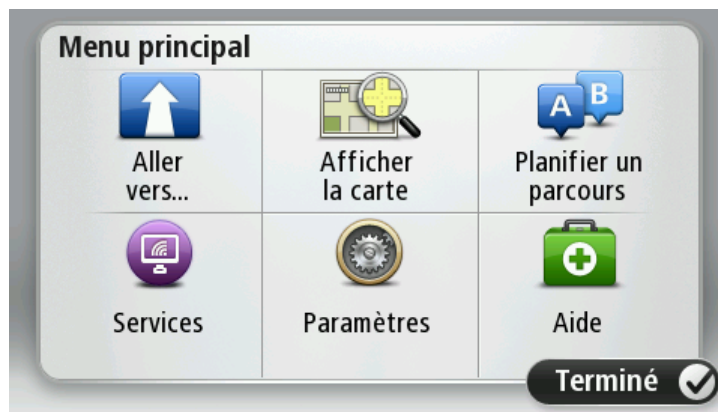 Menu principal
Aller
vers...
Afficher
la carte
A
B
Planifier un
parcours
Services
Paramètres
Aide
Terminé